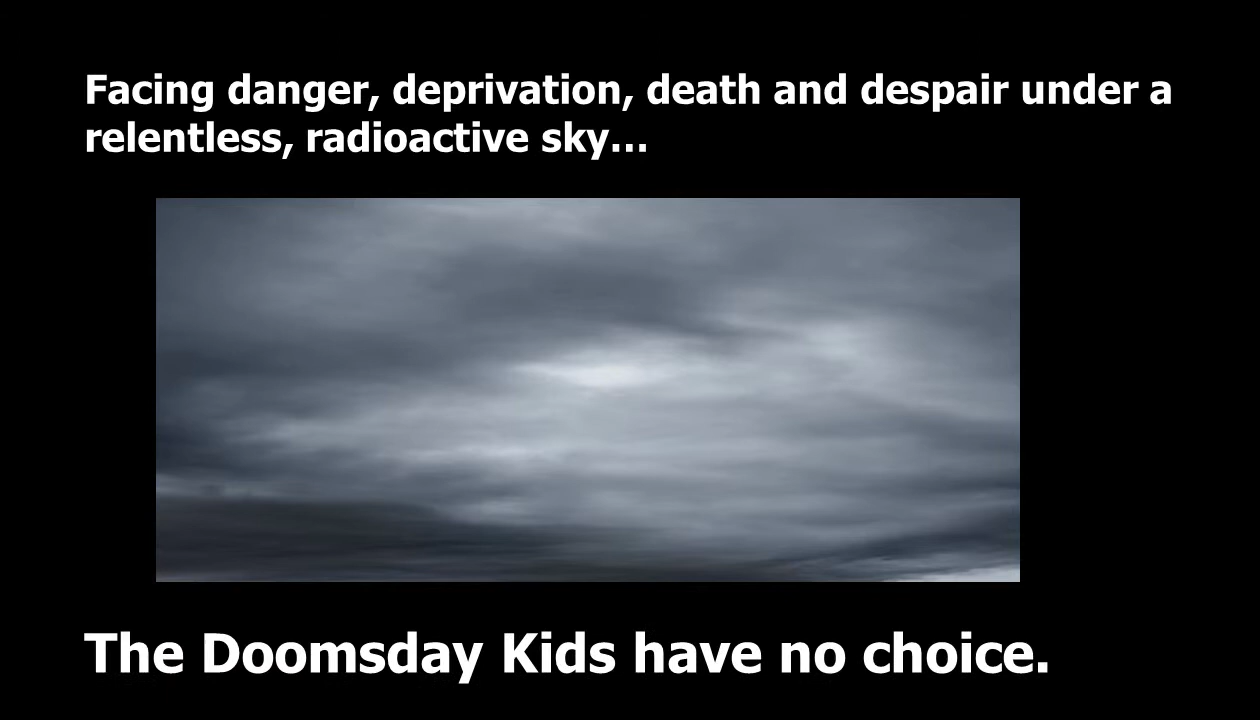 Facing danger, deprivation, death and despair under a
relentless, radioactive sky…
The Doomsday Kids have no choice.